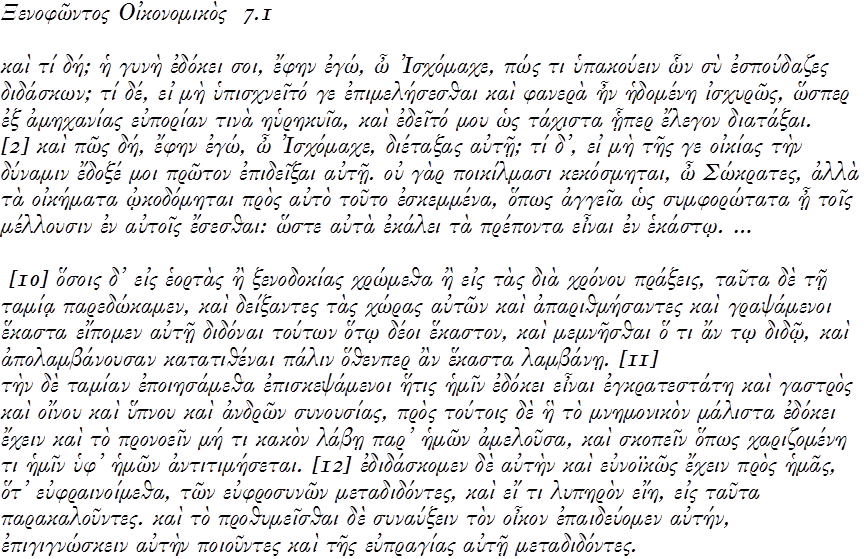 Ξενοφῶντος Οἰκονομικὸς 7.1
καὶ τί δή; ἡ γυνὴ ἐδόκει σοι, ἔφην ἐγώ, ὦ Ἰσχόμαχε, πώς τι ὑπακούειν ὧν σὺ ἐσπούδαζες
διδάσκων; τί δέ, εἰ μὴ ὑπισχνεῖτό γε ἐπιμελήσεσθαι καὶ φανερὰ ἦν ἡδομένη ἰσχυρῶς, ὥσπερ
ἐξ ἀμηχανίας εὐπορίαν τινὰ ηὑρηκυῖα, καὶ ἐδεῖτό μου ὡς τάχιστα ᾗπερ ἔλεγον διατάξαι.
[2] καὶ πῶς δή, ἔφην ἐγώ, ὦ Ἰσχόμαχε, διέταξας αὐτῇ; τί δ’, εἰ μὴ τῆς γε οἰκίας τὴν
δύναμιν ἔδοξέ μοι πρῶτον ἐπιδεῖξαι αὐτῇ. οὐ γὰρ ποικίλμασι κεκόσμηται, ὦ Σώκρατες, ἀλλὰ
τὰ οἰκήματα ᾠκοδόμηται πρὸς αὐτὸ τοῦτο ἐσκεμμένα, ὅπως ἀγγεῖα ὡς συμφορώτατα ᾖ τοῖς
μέλλουσιν ἐν αὐτοῖς ἔσεσθαι: ὥστε αὐτὰ ἐκάλει τὰ πρέποντα εἶναι ἐν ἑκάστῳ. ...
[10] ὅσοις δ’ εἰς ἑορτὰς ἢ ξενοδοκίας χρώμεθα ἢ εἰς τὰς διὰ χρόνου πράξεις, ταῦτα δὲ τῇ
ταμίᾳ παρεδώκαμεν, καὶ δείξαντες τὰς χώρας αὐτῶν καὶ ἀπαριθμήσαντες καὶ γραψάμενοι
ἕκαστα εἴπομεν αὐτῇ διδόναι τούτων ὅτῳ δέοι ἕκαστον, καὶ μεμνῆσθαι ὅ τι ἄν τῳ διδῷ, καὶ
ἀπολαμβάνουσαν κατατιθέναι πάλιν ὅθενπερ ἂν ἕκαστα λαμβάνῃ. [11]
τὴν δὲ ταμίαν ἐποιησάμεθα ἐπισκεψάμενοι ἥτις ἡμῖν ἐδόκει εἶναι ἐγκρατεστάτη καὶ γαστρὸς
καὶ οἴνου καὶ ὕπνου καὶ ἀνδρῶν συνουσίας, πρὸς τούτοις δὲ ἣ τὸ μνημονικὸν μάλιστα ἐδόκει
ἔχειν καὶ τὸ προνοεῖν μή τι κακὸν λάβῃ παρ’ ἡμῶν ἀμελοῦσα, καὶ σκοπεῖν ὅπως χαριζομένη
τι ἡμῖν ὑφ’ ἡμῶν ἀντιτιμήσεται. [12] ἐδιδάσκομεν δὲ αὐτὴν καὶ εὐνοϊκῶς ἔχειν πρὸς ἡμᾶς,
ὅτ’ εὐφραινοίμεθα, τῶν εὐφροσυνῶν μεταδιδόντες, καὶ εἴ τι λυπηρὸν εἴη, εἰς ταῦτα
παρακαλοῦντες. καὶ τὸ προθυμεῖσθαι δὲ συναύξειν τὸν οἶκον ἐπαιδεύομεν αὐτήν,
ἐπιγιγνώσκειν αὐτὴν ποιοῦντες καὶ τῆς εὐπραγίας αὐτῇ μεταδιδόντες.